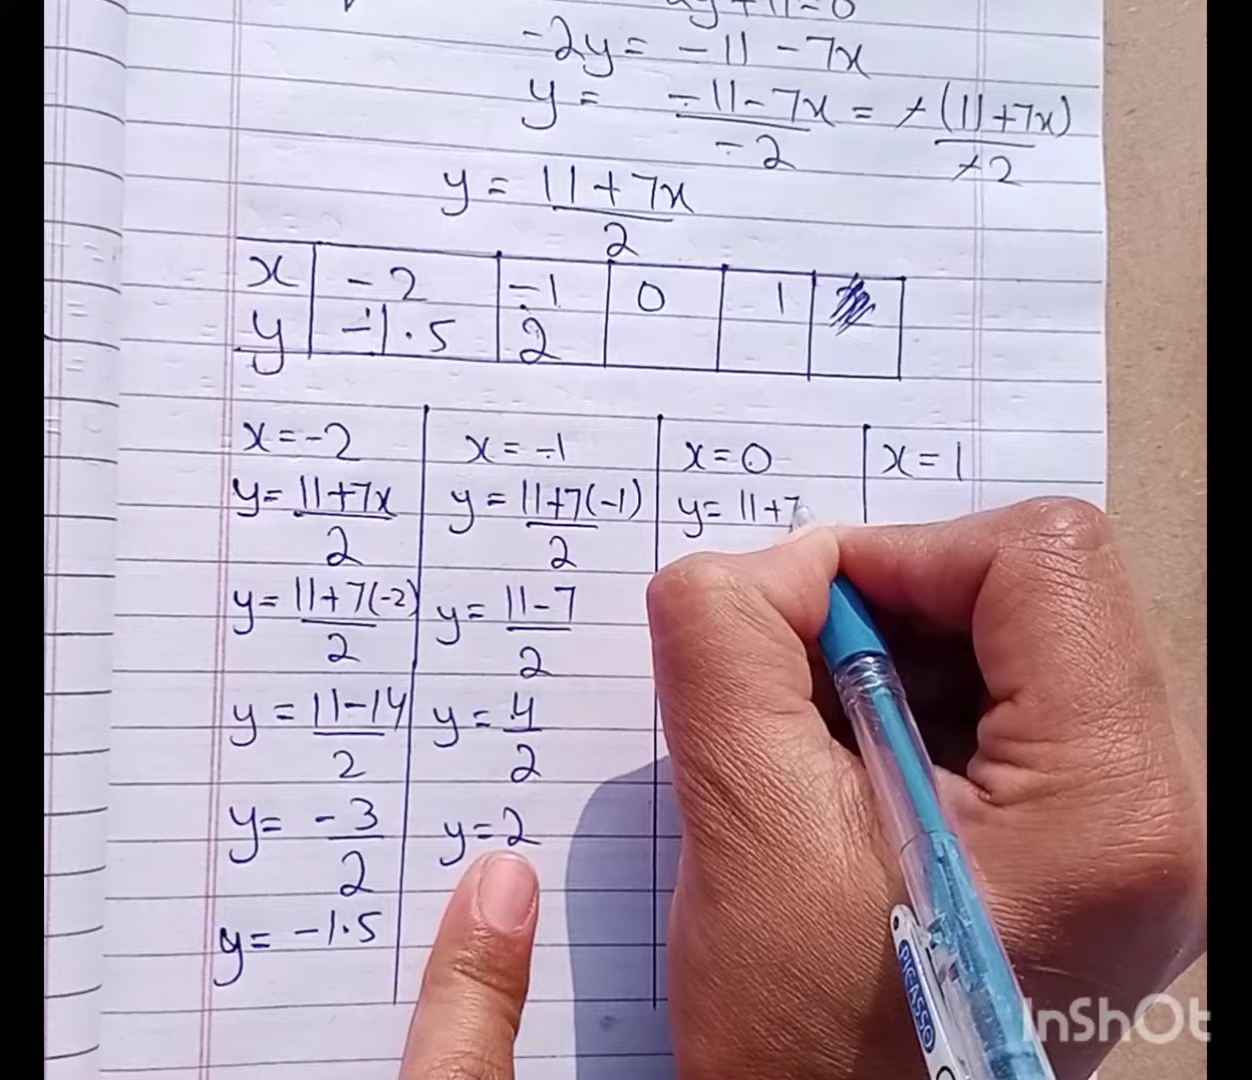 -2y = -11 - 7x
y = -11 - 7x / -2 = -(11 + 7x) / -2
y = 11 + 7x / 2
x -2 -1 0 1
y -1.5 2
x = -2 x = -1 x = 0 x = 1
y = 11+7x / 2 y = 11+7(-1) / 2 y = 11+7
y = 11+7(-2) / 2 y = 11-7 / 2
y = 11-14 / 2 y = 4 / 2
y = -3 / 2 y = 2
y = -1.5
PICASSO
InShOt